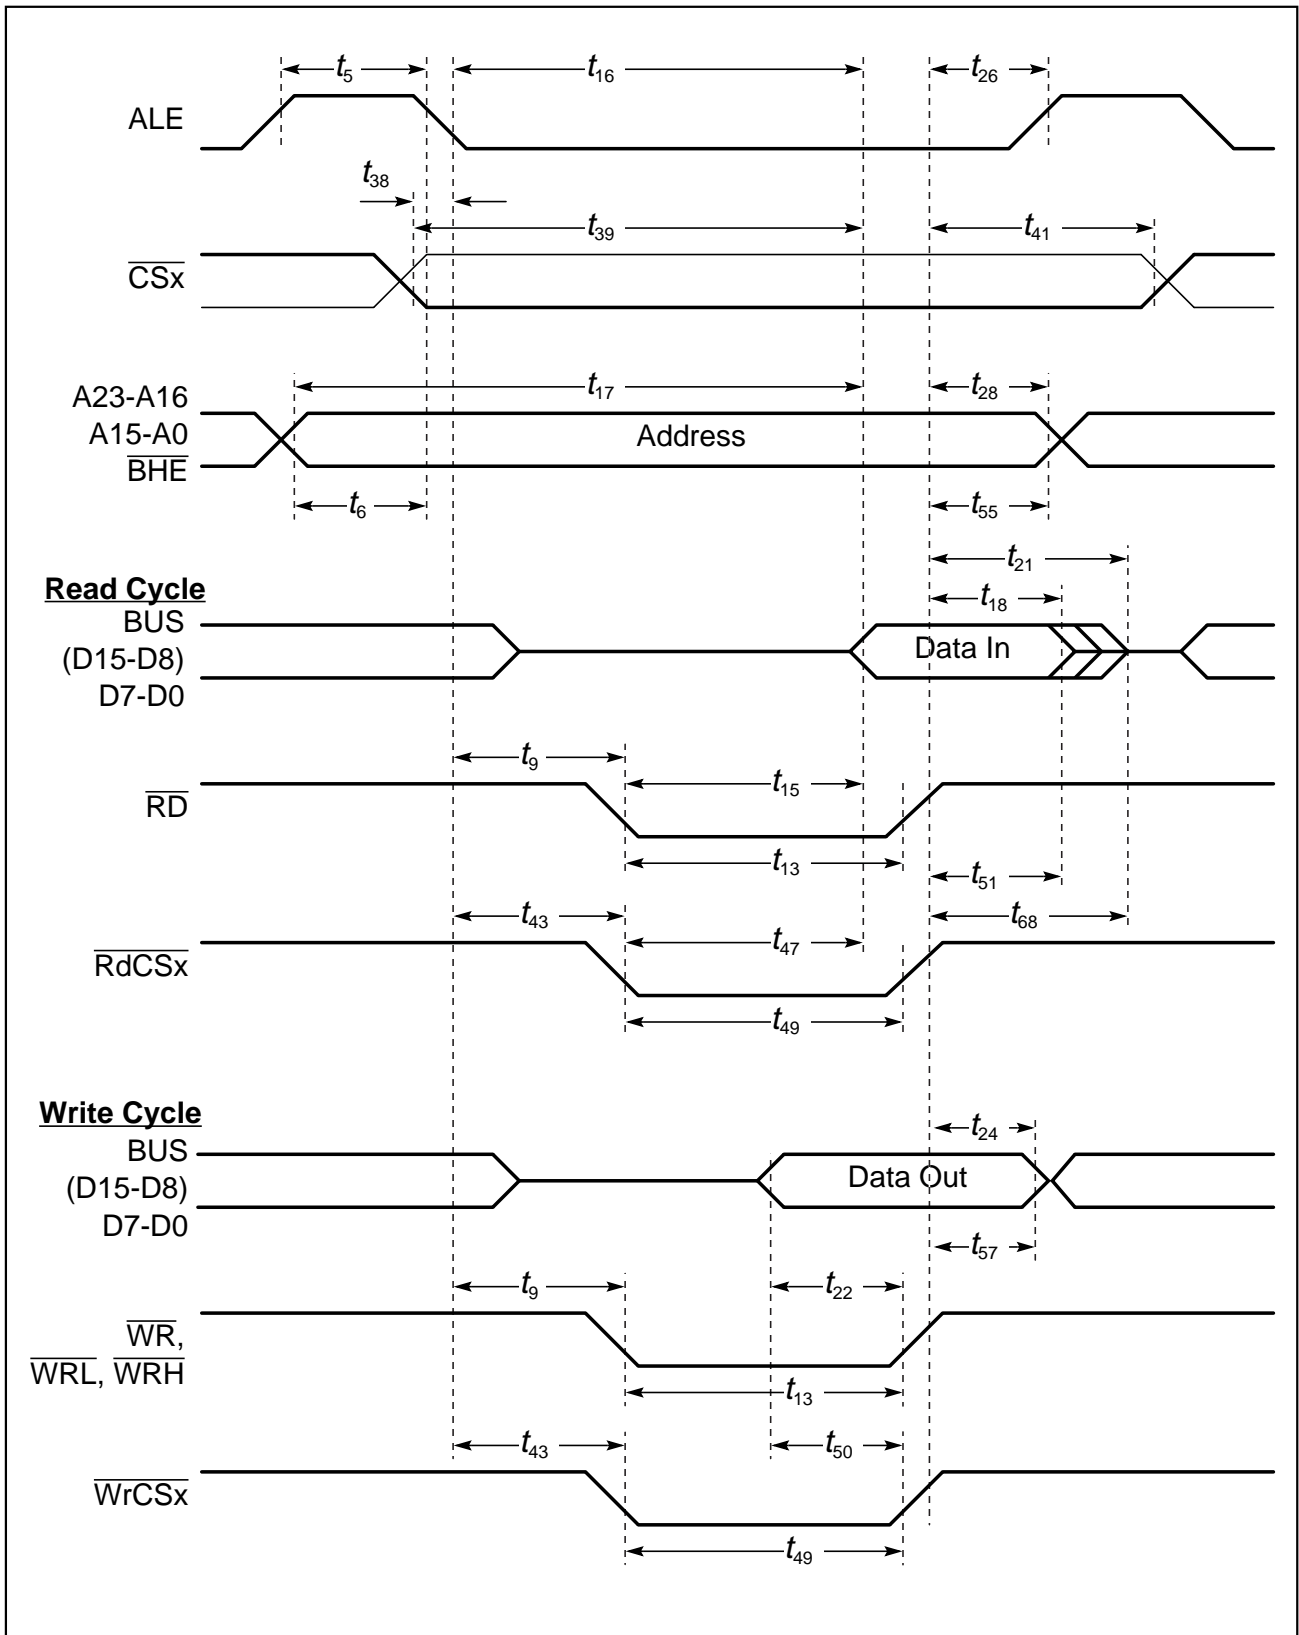 t5 t16 t26
ALE
t38
t39 t41
CSx
t17 t28
A23-A16
A15-A0 Address
BHE
t6 t55
t21
Read Cycle t18
BUS
(D15-D8) Data In
D7-D0
t9 t15
RD
t13 t51
t43 t47 t68
RdCSx
t49
Write Cycle
t24
BUS
(D15-D8) Data Out
D7-D0
t57
t9 t22
WR,
WRL, WRH
t13
t43 t50
WrCSx
t49